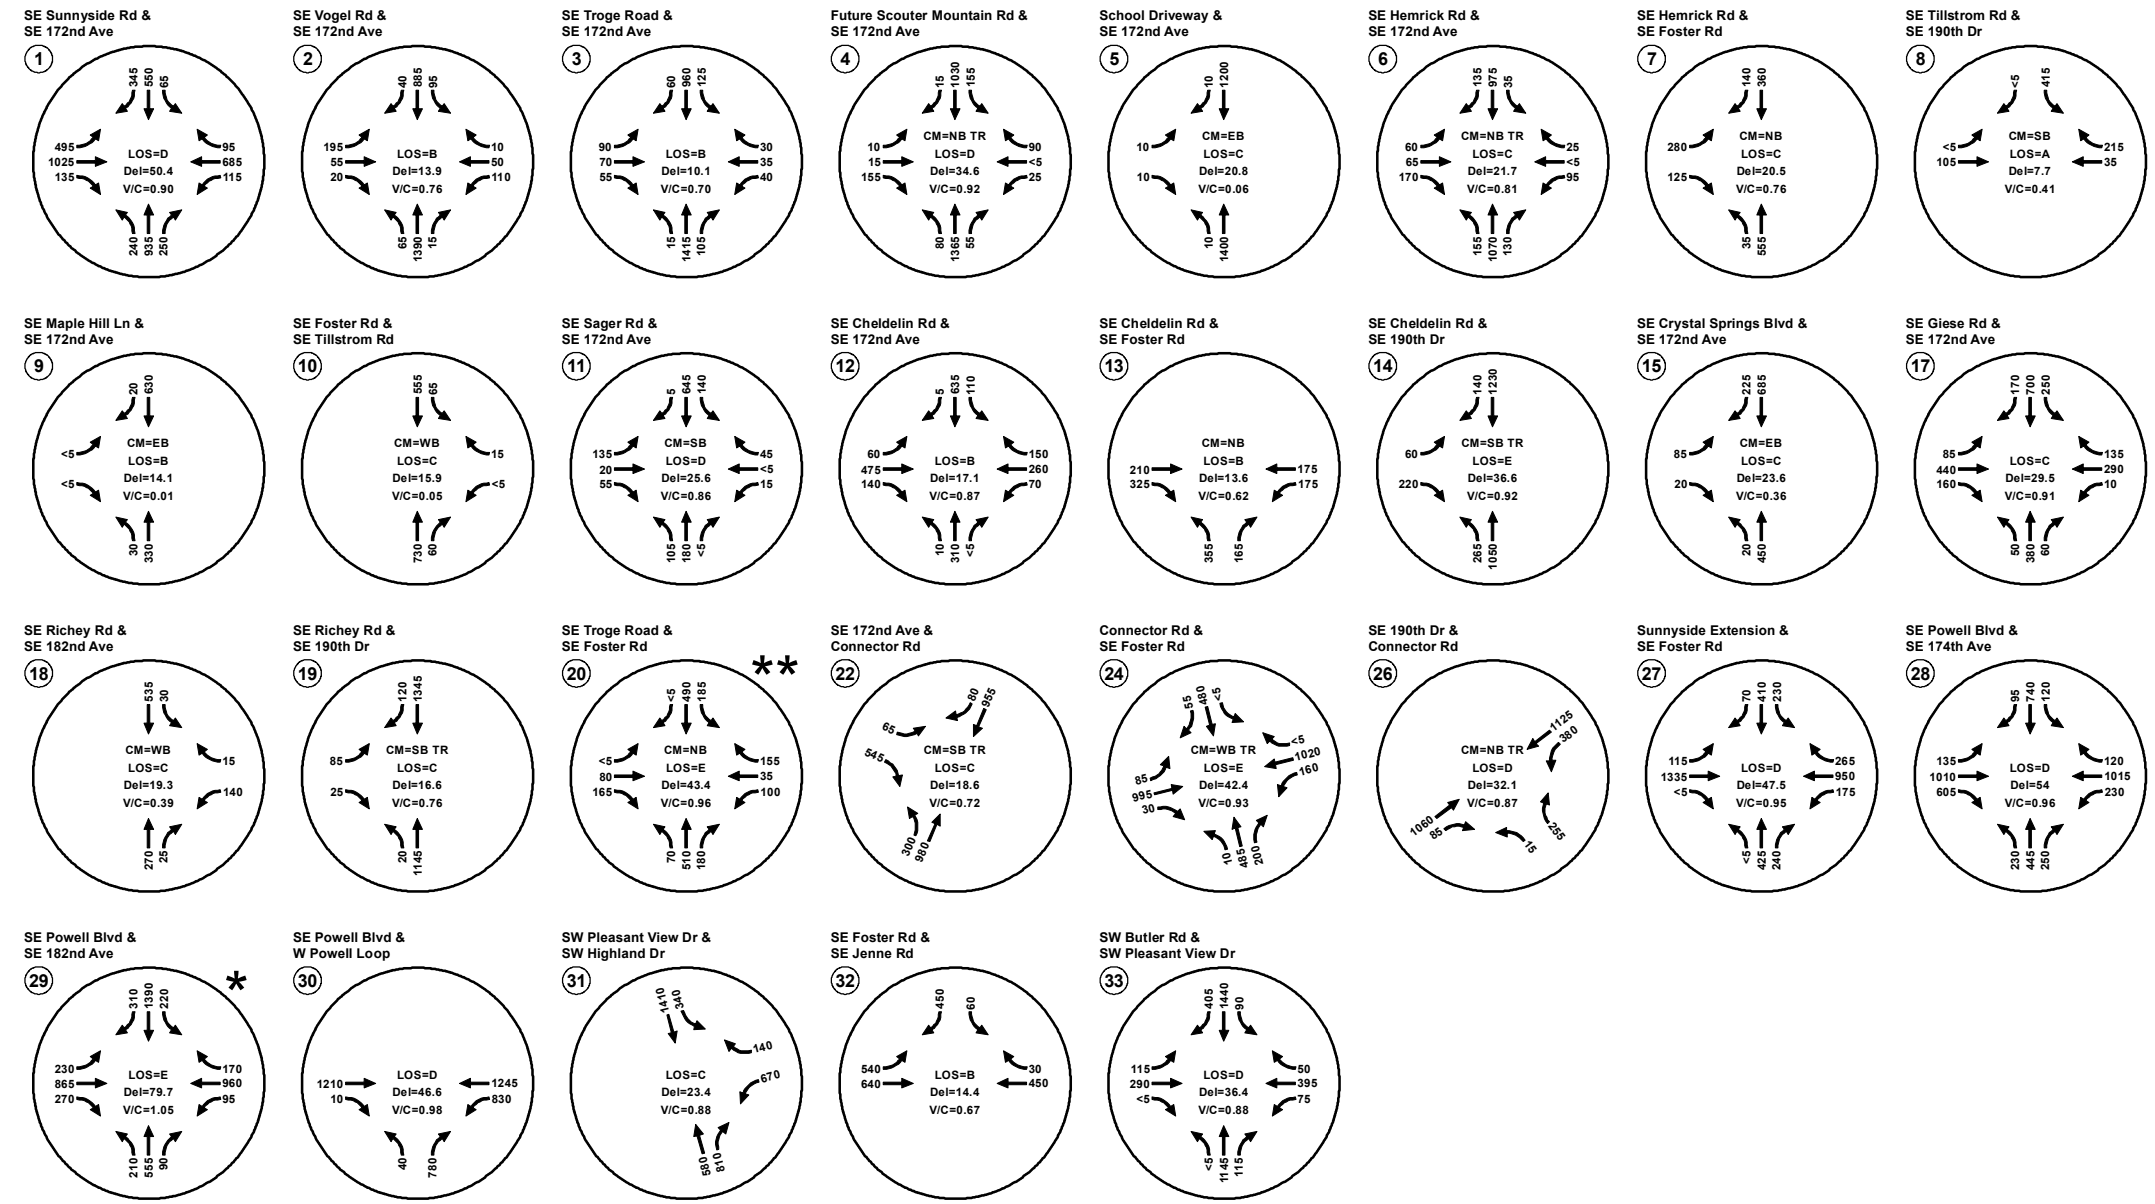 SE Sunnyside Rd &
SE 172nd Ave
1
345 550 65
495
1025
135
95
685
115
LOS=D
Del=50.4
V/C=0.90
240 935 250
SE Vogel Rd &
SE 172nd Ave
2
40 885 95
195
55
20
10
50
110
LOS=B
Del=13.9
V/C=0.76
65 1390 15
SE Troge Road &
SE 172nd Ave
3
60 960 125
90
70
55
30
35
40
LOS=B
Del=10.1
V/C=0.70
15 1415 105
Future Scouter Mountain Rd &
SE 172nd Ave
4
15 1030 155
10
15
155
90
<5
25
CM=NB TR
LOS=D
Del=34.6
V/C=0.92
80 1365 55
School Driveway &
SE 172nd Ave
5
10 1200
10
10
CM=EB
LOS=C
Del=20.8
V/C=0.06
10 1400
SE Hemrick Rd &
SE 172nd Ave
6
135 975 35
60
65
170
25
<5
95
CM=NB TR
LOS=C
Del=21.7
V/C=0.81
155 1070 130
SE Hemrick Rd &
SE Foster Rd
7
140 360
280
125
CM=NB
LOS=C
Del=20.5
V/C=0.76
35 555
SE Tillstrom Rd &
SE 190th Dr
8
<5 415
<5
105
215
35
CM=SB
LOS=A
Del=7.7
V/C=0.41
SE Maple Hill Ln &
SE 172nd Ave
9
20 630
<5
<5
CM=EB
LOS=B
Del=14.1
V/C=0.01
30 330
SE Foster Rd &
SE Tillstrom Rd
10
555 65
15
<5
CM=WB
LOS=C
Del=15.9
V/C=0.05
730 60
SE Sager Rd &
SE 172nd Ave
11
5 645 140
135
20
55
45
<5
15
CM=SB
LOS=D
Del=25.6
V/C=0.86
105 180 <5
SE Cheldelin Rd &
SE 172nd Ave
12
5 635 110
60
475
140
150
260
70
LOS=B
Del=17.1
V/C=0.87
10 310 <5
SE Cheldelin Rd &
SE Foster Rd
13
210
325
175
175
CM=NB
LOS=B
Del=13.6
V/C=0.62
355 165
SE Cheldelin Rd &
SE 190th Dr
14
140 1230
60
220
CM=SB TR
LOS=E
Del=36.6
V/C=0.92
265 1050
SE Crystal Springs Blvd &
SE 172nd Ave
15
225 685
85
20
CM=EB
LOS=C
Del=23.6
V/C=0.36
20 450
SE Giese Rd &
SE 172nd Ave
17
170 700 250
85
440
160
135
290
10
LOS=C
Del=29.5
V/C=0.91
50 380 60
SE Richey Rd &
SE 182nd Ave
18
535 30
15
140
CM=WB
LOS=C
Del=19.3
V/C=0.39
270 25
SE Richey Rd &
SE 190th Dr
19
120 1345
85
25
CM=SB TR
LOS=C
Del=16.6
V/C=0.76
20 1145
SE Troge Road &
SE Foster Rd
20
**
<5 490 185
<5
80
165
155
35
100
CM=NB
LOS=E
Del=43.4
V/C=0.96
70 510 180
SE 172nd Ave &
Connector Rd
22
80 955
65
545
CM=SB TR
LOS=C
Del=18.6
V/C=0.72
300 980
Connector Rd &
SE Foster Rd
24
55 480 <5
85
995
30
<5
1020
160
CM=WB TR
LOS=E
Del=42.4
V/C=0.93
10 485 200
SE 190th Dr &
Connector Rd
26
1125
380
CM=NB TR
LOS=D
Del=32.1
V/C=0.87
1060
85
15
255
Sunnyside Extension &
SE Foster Rd
27
70 410 230
115
1335
<5
265
950
175
LOS=D
Del=47.5
V/C=0.95
<5 425 240
SE Powell Blvd &
SE 174th Ave
28
95 740 120
135
1010
605
120
1015
230
LOS=D
Del=54
V/C=0.96
230 445 250
SE Powell Blvd &
SE 182nd Ave
29
*
310 1390 220
230
865
270
170
960
95
LOS=E
Del=79.7
V/C=1.05
210 555 90
SE Powell Blvd &
W Powell Loop
30
1210
10
1245
830
LOS=D
Del=46.6
V/C=0.98
40 780
SW Pleasant View Dr &
SW Highland Dr
31
1410 340
140
670
LOS=C
Del=23.4
V/C=0.88
580 810
SE Foster Rd &
SE Jenne Rd
32
450 60
540
640
30
450
LOS=B
Del=14.4
V/C=0.67
SW Butler Rd &
SW Pleasant View Dr
33
405 1440 90
115
290
<5
50
395
75
LOS=D
Del=36.4
V/C=0.88
<5 1145 115